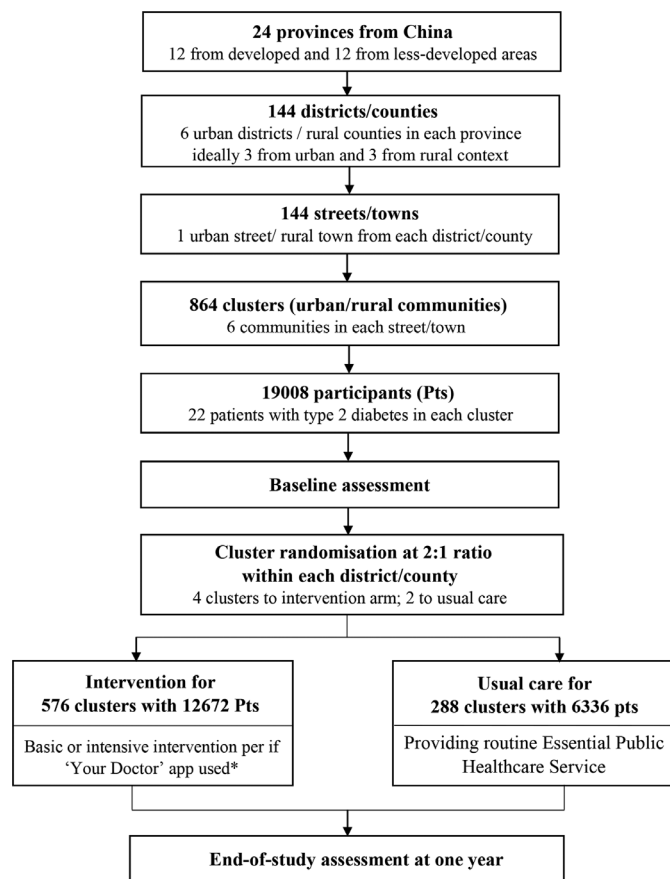 24 provinces from China
12 from developed and 12 from less-developed areas
144 districts/counties
6 urban districts / rural counties in each province
ideally 3 from urban and 3 from rural context
144 streets/towns
1 urban street/ rural town from each district/county
864 clusters (urban/rural communities)
6 communities in each street/town
19008 participants (Pts)
22 patients with type 2 diabetes in each cluster
Baseline assessment
Cluster randomisation at 2:1 ratio
within each district/county
4 clusters to intervention arm; 2 to usual care
Intervention for
576 clusters with 12672 Pts
Basic or intensive intervention per if
‘Your Doctor’ app used*
Usual care for
288 clusters with 6336 pts
Providing routine Essential Public
Healthcare Service
End-of-study assessment at one year